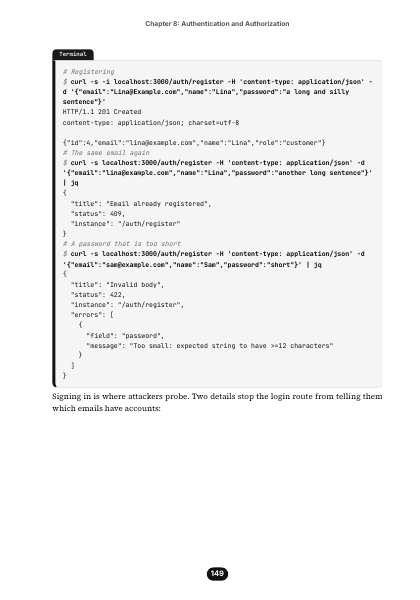 Chapter 8: Authentication and Authorization
Terminal
# Registering
$ curl -s -i localhost:3000/auth/register -H 'content-type: application/json' -
d '{"email":"Lina@Example.com","name":"Lina","password":"a long and silly
sentence"}'
HTTP/1.1 201 Created
content-type: application/json; charset=utf-8
{"id":4,"email":"lina@example.com","name":"Lina","role":"customer"}
# The same email again
$ curl -s localhost:3000/auth/register -H 'content-type: application/json' -d
'{"email":"lina@example.com","name":"Lina","password":"another long sentence"}'
| jq
{
"title": "Email already registered",
"status": 409,
"instance": "/auth/register"
}
# A password that is too short
$ curl -s localhost:3000/auth/register -H 'content-type: application/json' -d
'{"email":"sam@example.com","name":"Sam","password":"short"}' | jq
{
"title": "Invalid body",
"status": 422,
"instance": "/auth/register",
"errors": [
{
"field": "password",
"message": "Too small: expected string to have >=12 characters"
}
]
}
Signing in is where attackers probe. Two details stop the login route from telling them
which emails have accounts:
149